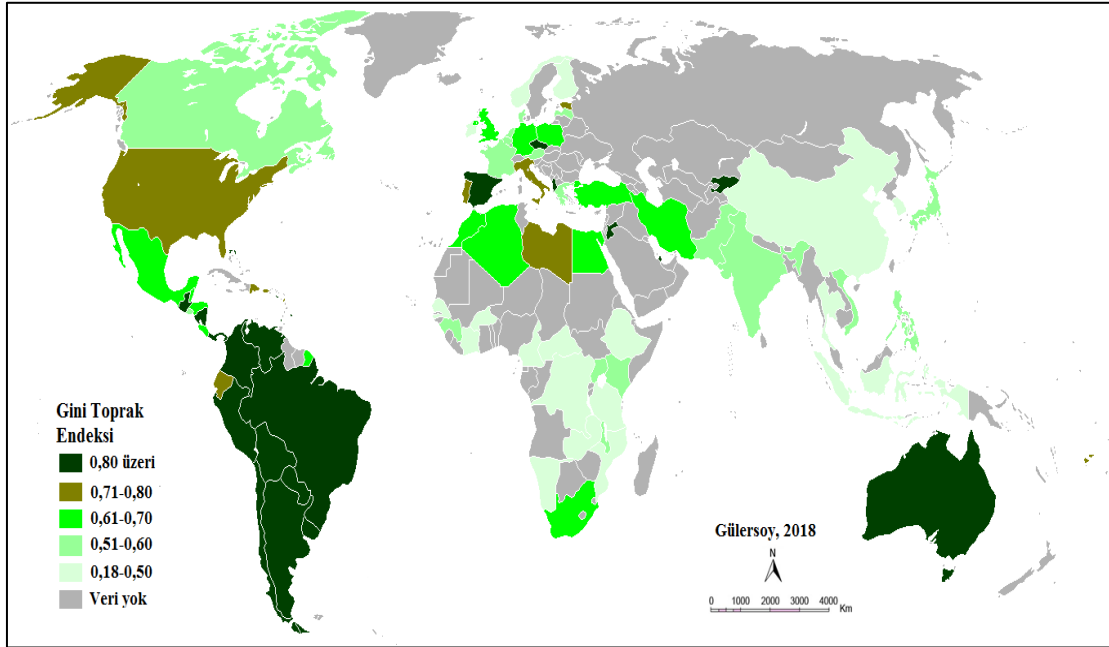 Gini Toprak
Endeksi
0,80 üzeri
0,71-0,80
0,61-0,70
0,51-0,60
0,18-0,50
Veri yok
Gülersoy, 2018
N
0 1000 2000 3000 4000
Km